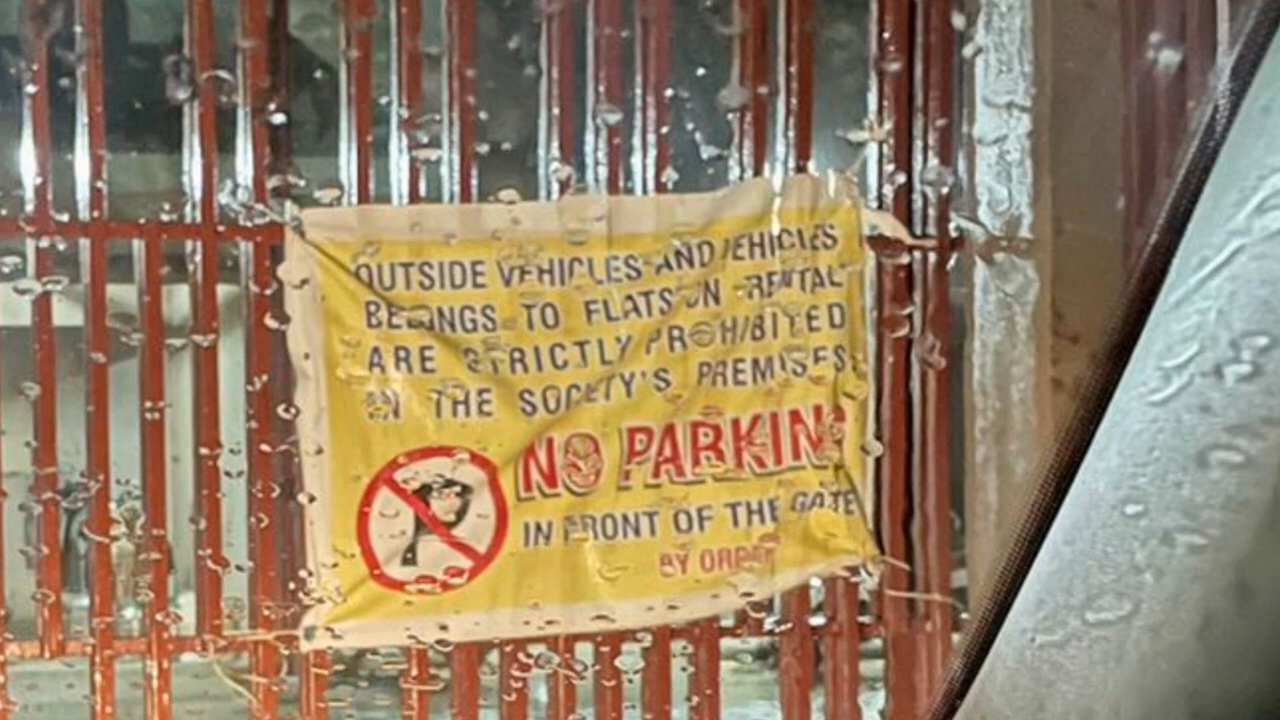 OUTSIDE VEHICLES AND VEHICLES
BELONGS TO FLATS ON RENTAL
ARE STRICTLY PROHIBITED
IN THE SOCIETY'S PREMISES
NO PARKING
IN FRONT OF THE GATE
BY ORDER